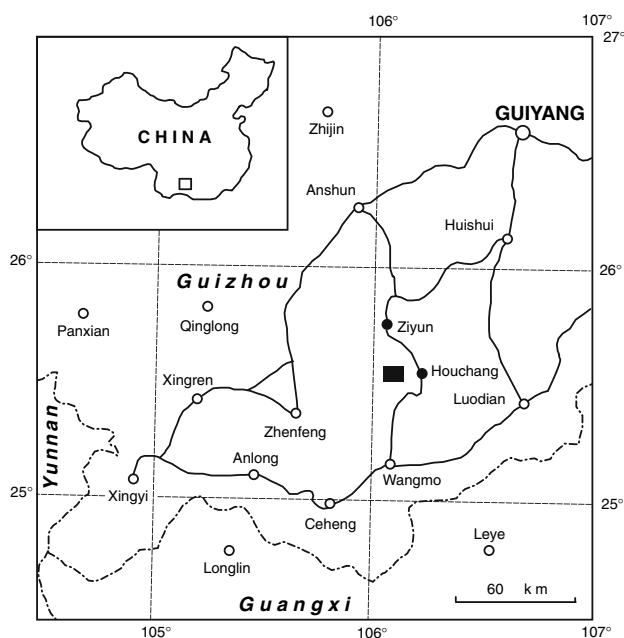 106°
107°
27°
CHINA
Zhijin
GUIYANG
Anshun
Huishui
26°
26°
Guizhou
Panxian
Qinglong
Ziyun
Xingren
Houchang
Luodian
Zhenfeng
Yunnan
Anlong
Wangmo
Xingyi
25°
25°
Ceheng
Leye
Longlin
60 km
Guangxi
105°
106°
107°